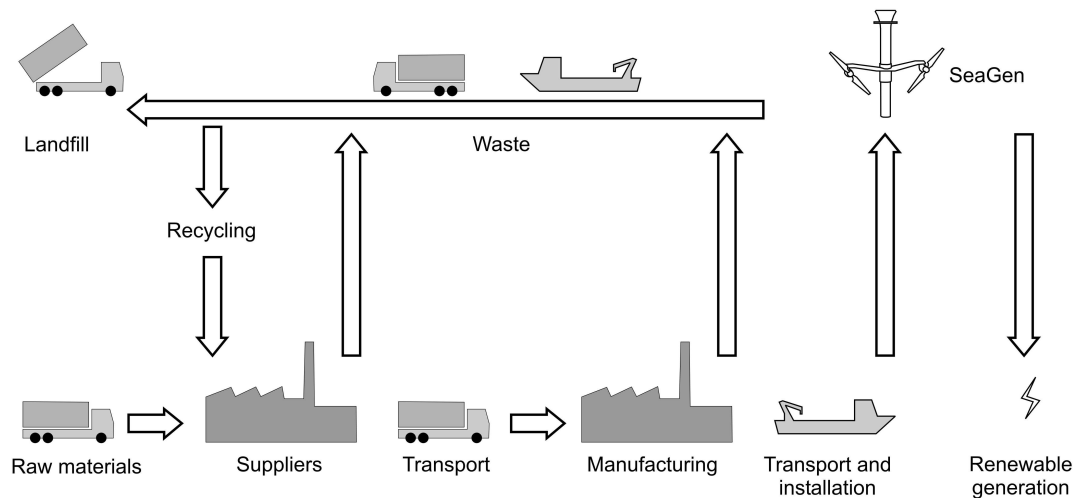 SeaGen
Landfill
Waste
Recycling
Raw materials
Suppliers
Transport
Manufacturing
Transport and
installation
Renewable
generation